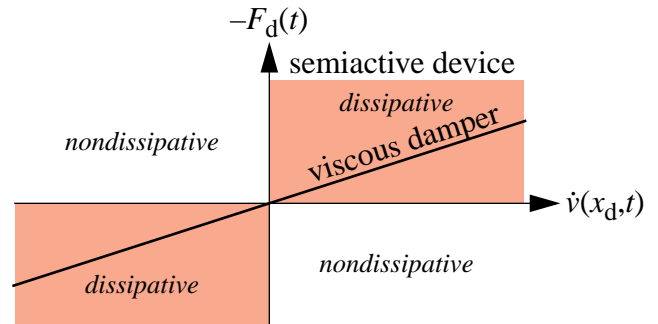 –F_d(t)
semiactive device
dissipative
nondissipative
viscous damper
v̇(x_d,t)
nondissipative
dissipative